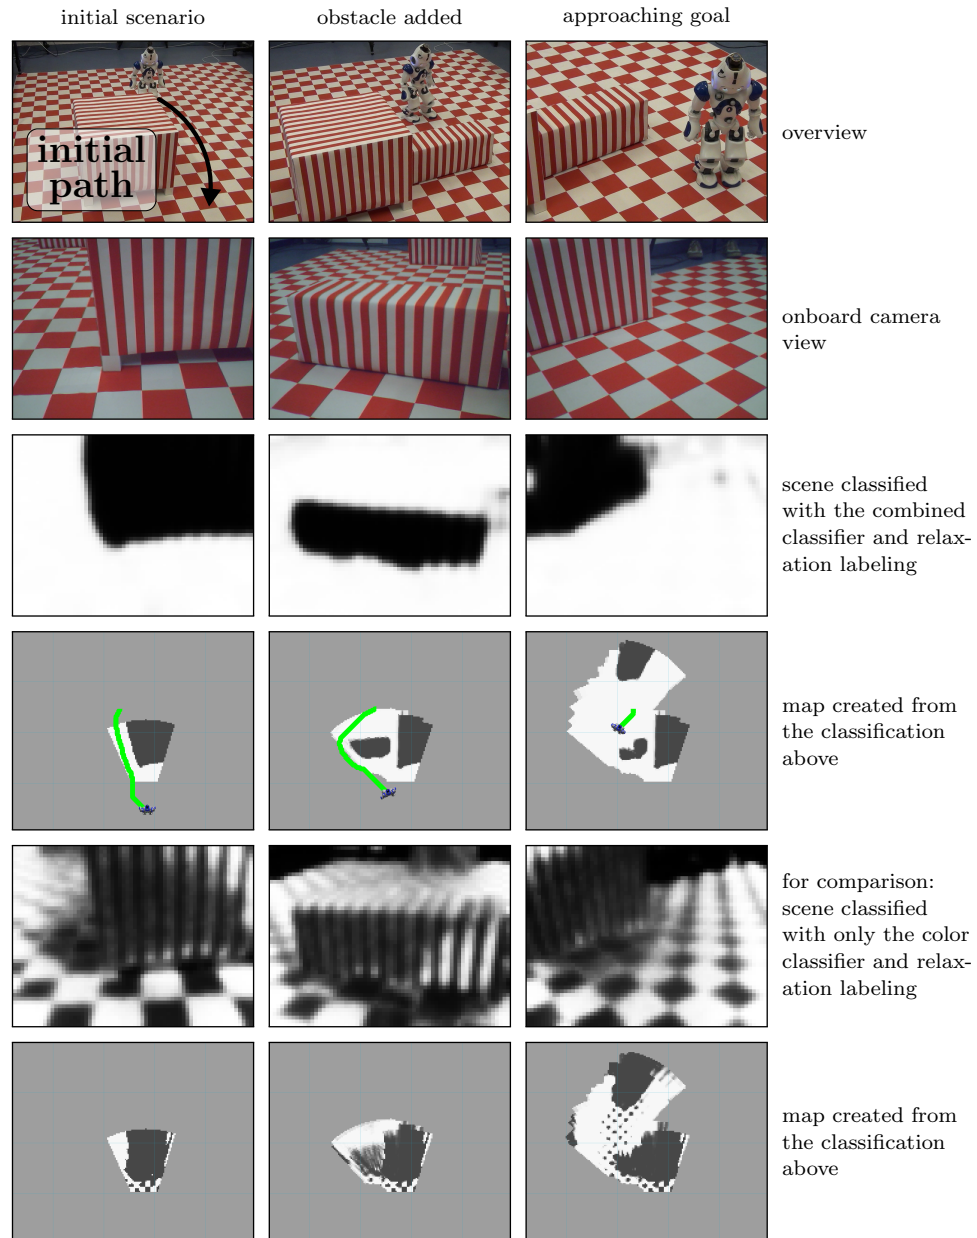 initial scenario
obstacle added
approaching goal
initial
path
overview
onboard camera
view
scene classified
with the combined
classifier and relax-
ation labeling
map created from
the classification
above
for comparison:
scene classified
with only the color
classifier and relax-
ation labeling
map created from
the classification
above